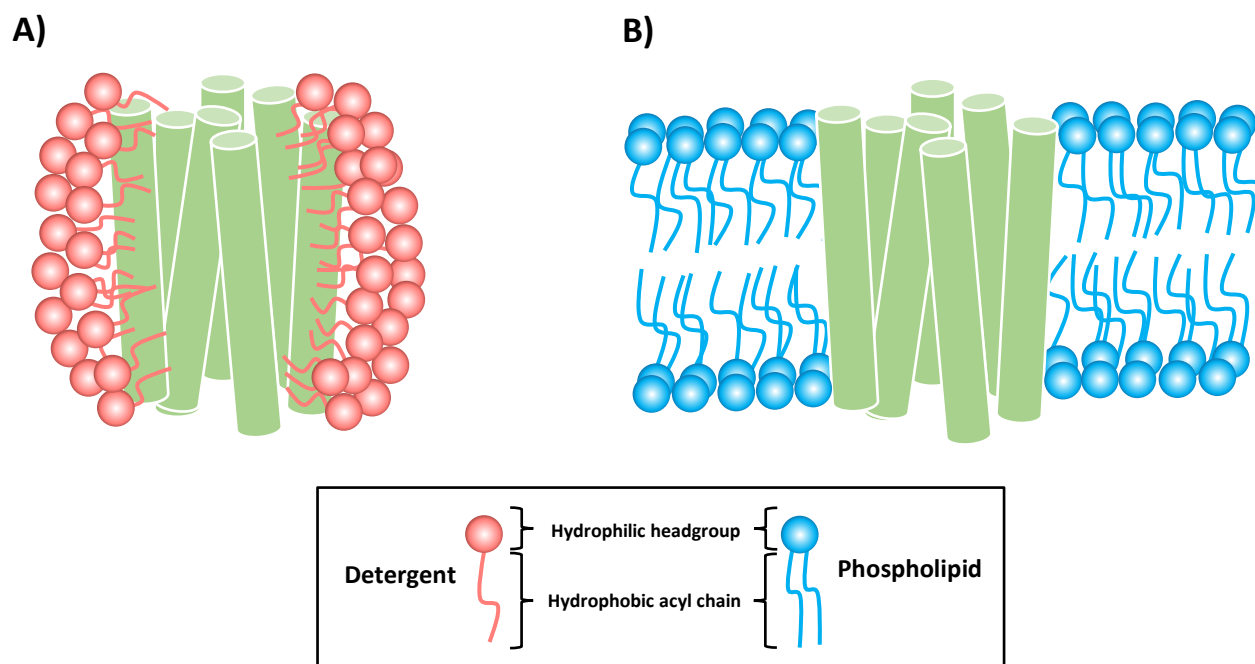 A)
B)
Hydrophilic headgroup
Detergent
Phospholipid
Hydrophobic acyl chain